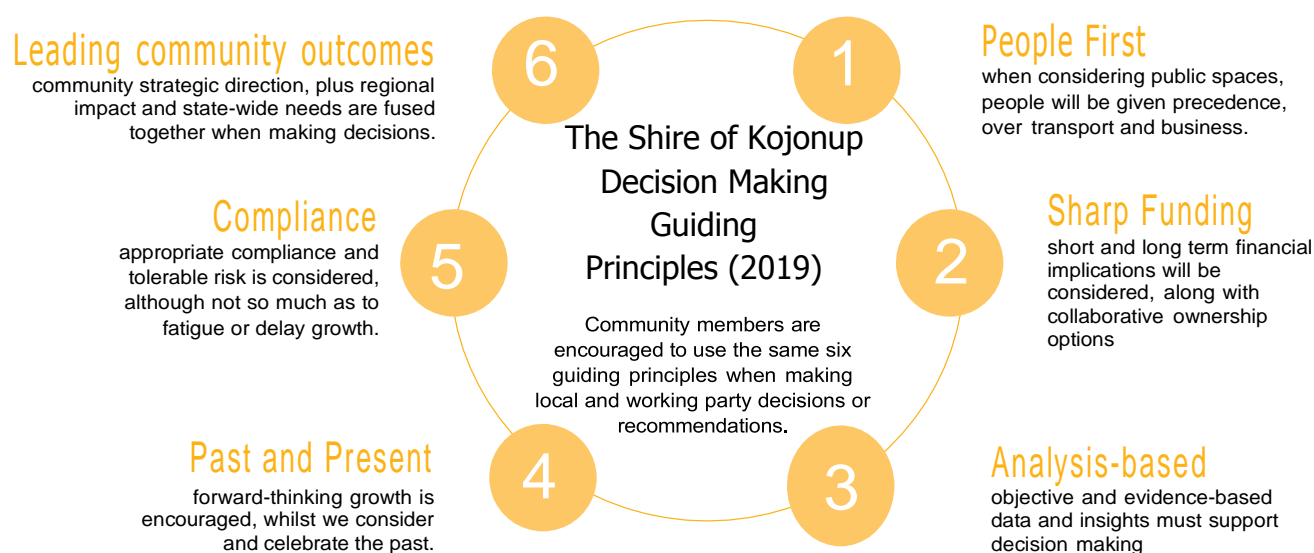 The Shire of Kojonup
Decision Making
Guiding
Principles (2019)
Community members are
encouraged to use the same six
guiding principles when making
local and working party decisions or
recommendations.
1
People First
when considering public spaces,
people will be given precedence,
over transport and business.
2
Sharp Funding
short and long term financial
implications will be
considered, along with
collaborative ownership
options
3
Analysis-based
objective and evidence-based
data and insights must support
decision making
4
Past and Present
forward-thinking growth is
encouraged, whilst we consider
and celebrate the past.
5
Compliance
appropriate compliance and
tolerable risk is considered,
although not so much as to
fatigue or delay growth.
6
Leading community outcomes
community strategic direction, plus regional
impact and state-wide needs are fused
together when making decisions.